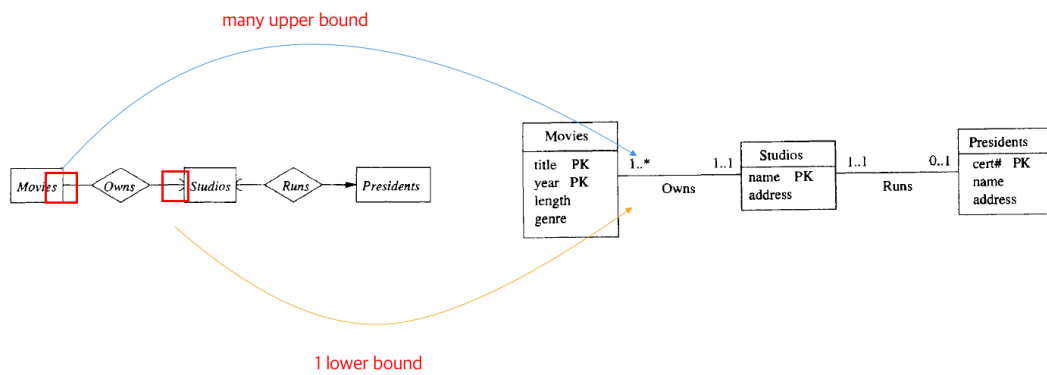 many upper bound
Movies
Owns
Studios
Runs
Presidents
Movies
title PK
year PK
length
genre
1..*
1..1
Owns
Studios
name PK
address
1..1
0..1
Runs
Presidents
cert# PK
name
address
1 lower bound